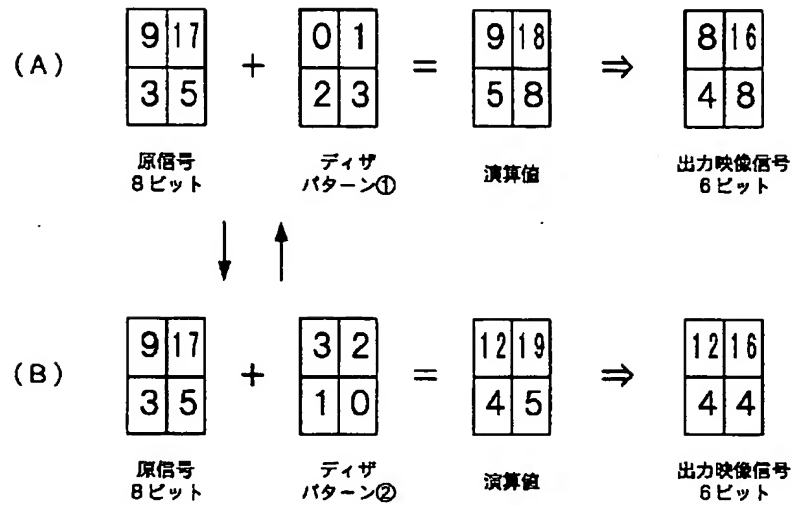 (A)
9 17 + 0 1 = 9 18 ⇒ 8 16
3 5 2 3 5 8 4 8
原信号 ディザ 演算値 出力映像信号
8ビット パターン① 6ビット
(B)
9 17 + 3 2 = 12 19 ⇒ 12 16
3 5 1 0 4 5 4 4
原信号 ディザ 演算値 出力映像信号
8ビット パターン② 6ビット